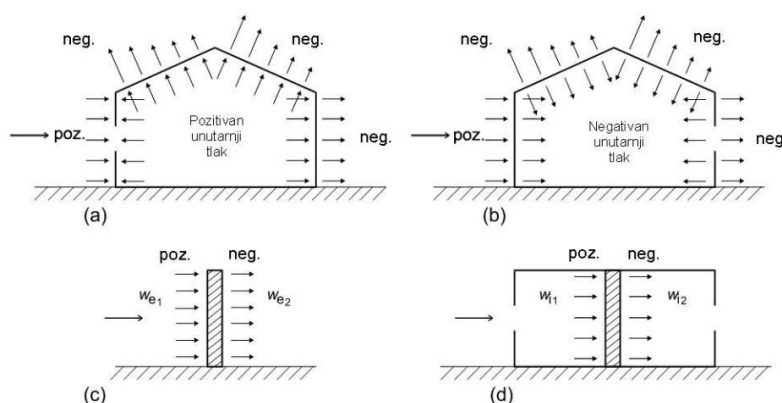 neg.
neg.
poz.
Pozitivan
unutarnji
tlak
neg.
(a)
neg.
neg.
poz.
Negativan
unutarnji
tlak
neg.
(b)
poz. neg.
we1
we2
(c)
poz. neg.
wi1
wi2
(d)